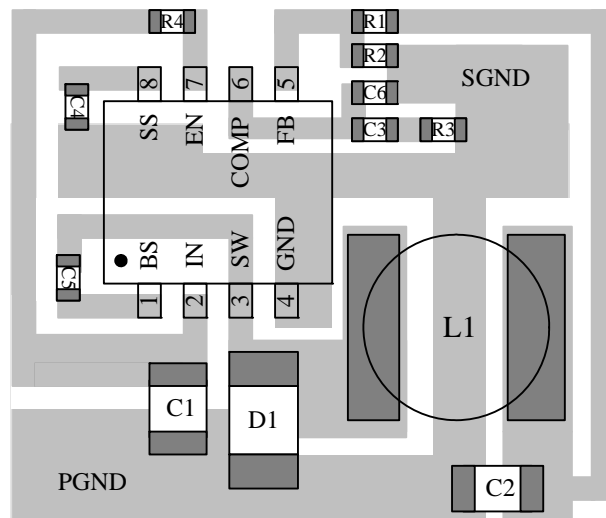 R4
R1
R2
SGND
C6
C4
C3
R3
8
7
6
5
SS
EN
COMP
FB
BS
IN
SW
GND
1
2
3
4
C5
L1
C1
D1
PGND
C2